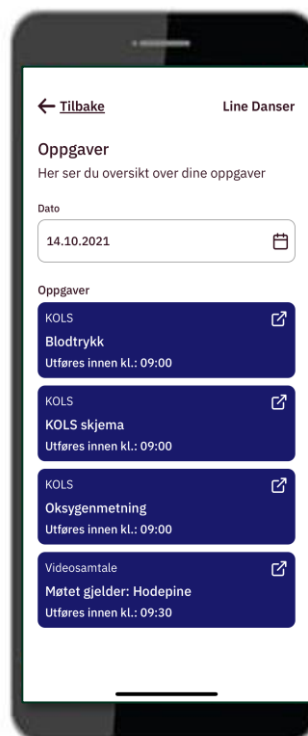 Tilbake
Line Danser
Oppgaver
Her ser du oversikt over dine oppgaver
Dato
14.10.2021
Oppgaver
KOLS
Blodtrykk
Utføres innen kl.: 09:00
KOLS
KOLS skjema
Utføres innen kl.: 09:00
KOLS
Oksygenmetning
Utføres innen kl.: 09:00
Videosamtale
Møtet gjelder: Hodepine
Utføres innen kl.: 09:30